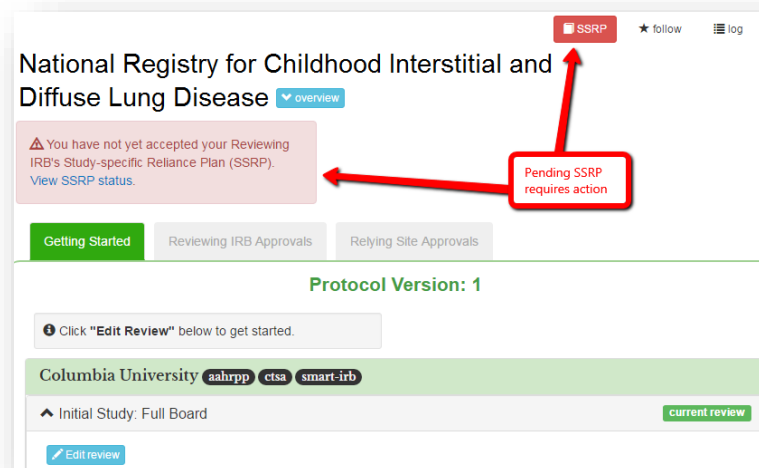 SSRP
follow
log
National Registry for Childhood Interstitial and
Diffuse Lung Disease overview
You have not yet accepted your Reviewing
IRB's Study-specific Reliance Plan (SSRP).
View SSRP status.
Pending SSRP
requires action
Getting Started
Reviewing IRB Approvals
Relying Site Approvals
Protocol Version: 1
Click "Edit Review" below to get started.
Columbia University aahrpp ctsa smart-irb
Initial Study: Full Board
current review
Edit review